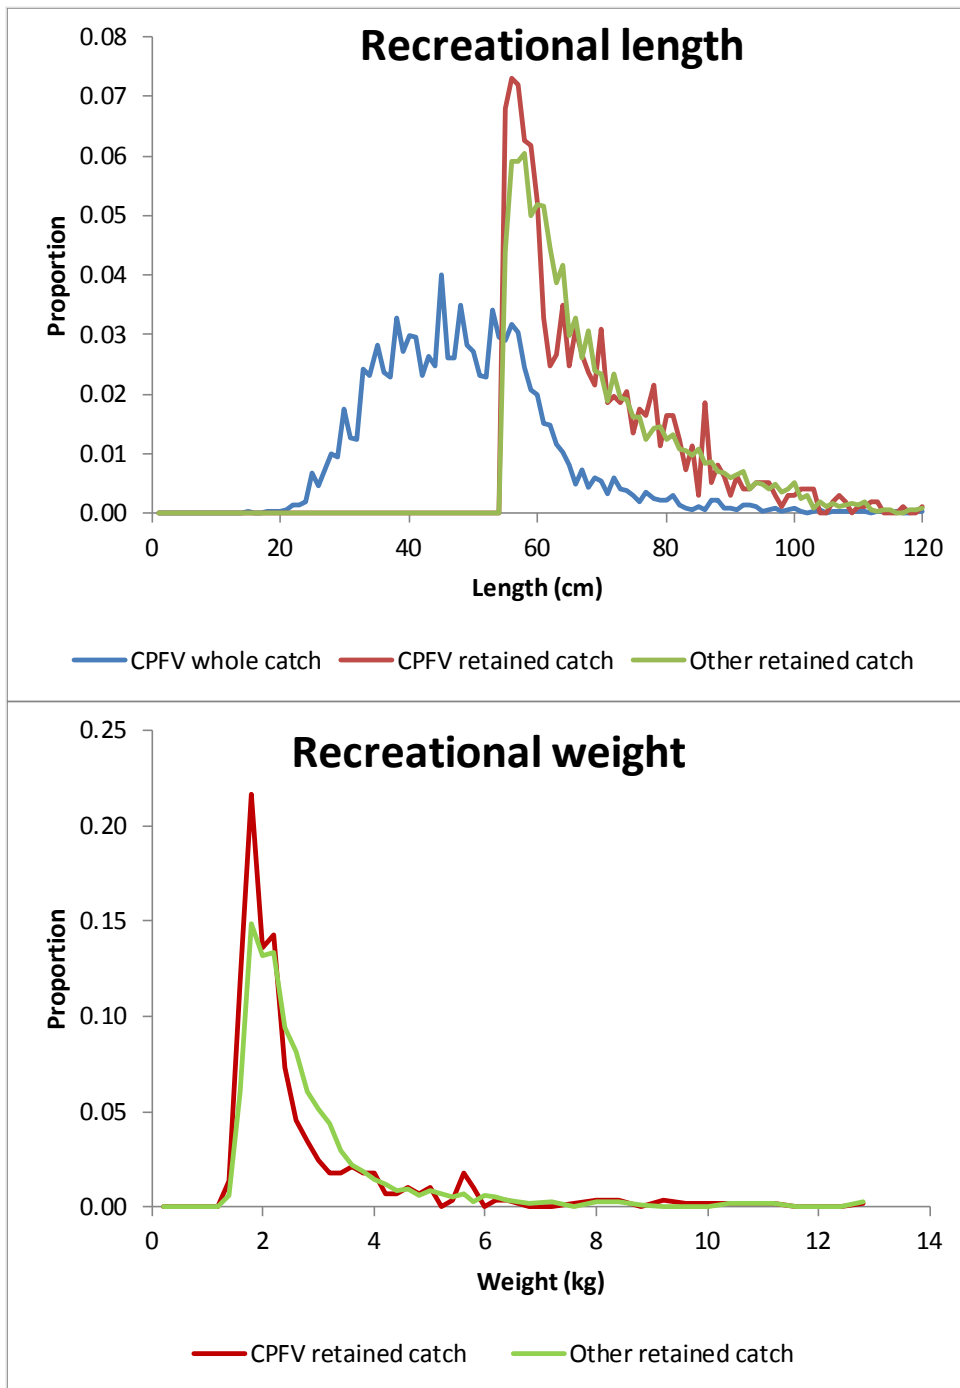 Recreational length
0.08
0.07
0.06
0.05
0.04
0.03
0.02
0.01
0.00
Proportion
0 20 40 60 80 100 120
Length (cm)
CPFV whole catch CPFV retained catch Other retained catch
Recreational weight
0.25
0.20
0.15
0.10
0.05
0.00
Proportion
0 2 4 6 8 10 12 14
Weight (kg)
CPFV retained catch Other retained catch